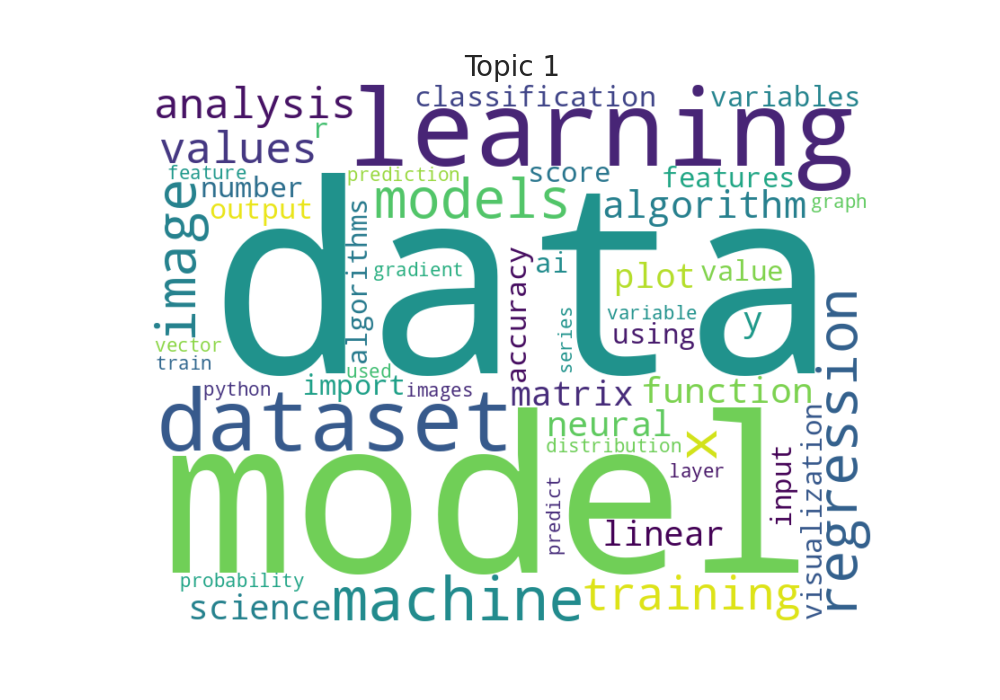 Topic 1
analysis
learning
classification
variables
values
r
feature
number
output
image
prediction
models
score
features
algorithm
graph
data
algorithms
gradient
ai
accuracy
plot
value
variable
y
using
series
vector
train
python
used
import
images
matrix
function
regression
dataset
neural
distribution
x
layer
model
predict
linear
input
visualization
probability
science
machine
training